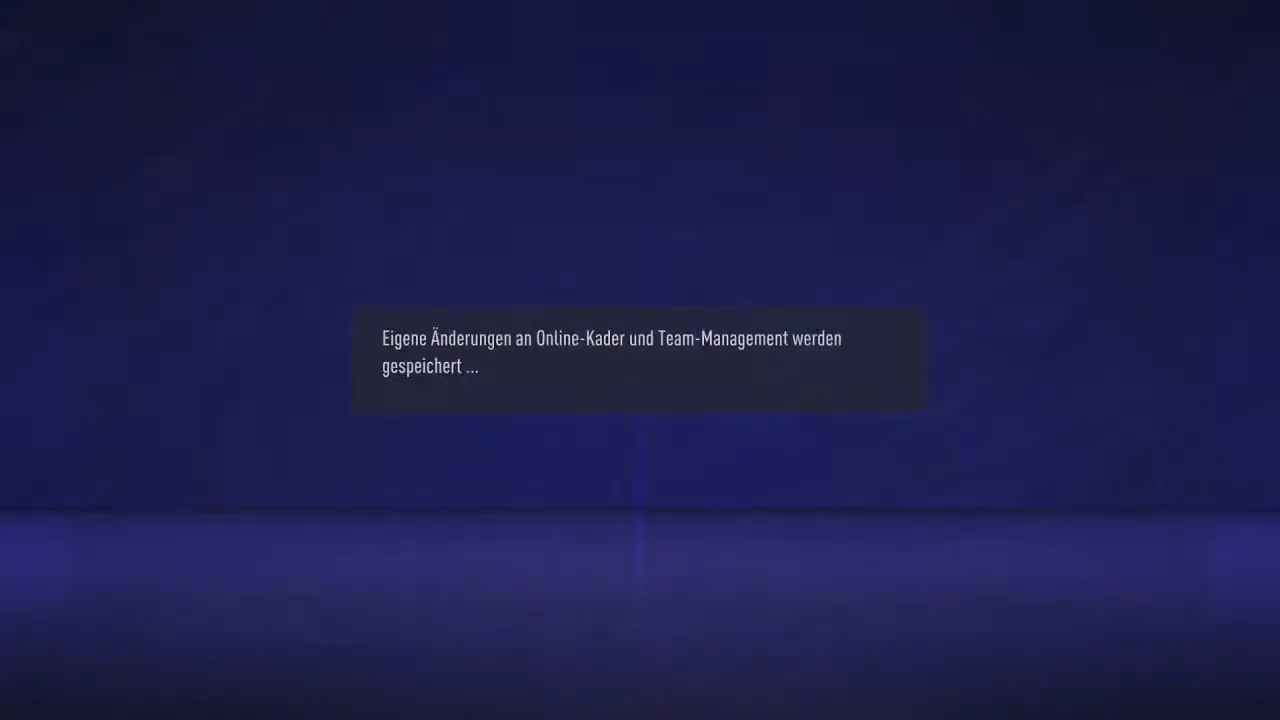 Eigene Änderungen an Online-Kader und Team-Management werden
gespeichert ...